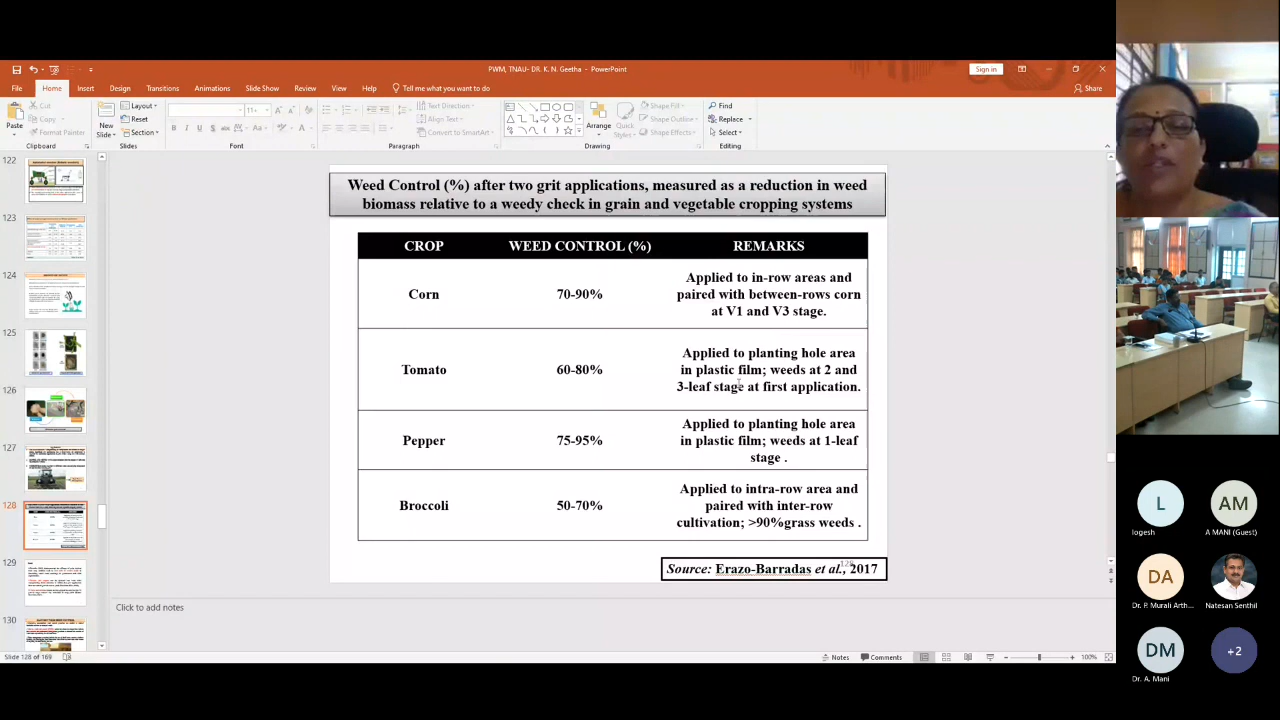 PWM, TNAU- DR. K. N. Geetha - PowerPoint
Sign in
File Home Insert Design Transitions Animations Slide Show Review View Help Tell me what you want to do Share
Paste
Cut
Copy
Format Painter
Clipboard
New Slide
Layout
Reset
Section
Slides
Font
Text Direction
Align Text
Convert to SmartArt
Paragraph
Arrange
Quick Styles
Shape Fill
Shape Outline
Shape Effects
Drawing
Find
Replace
Select
Editing
122
123
124
125
126
127
128
129
130
Weed Control (%) after two grit applications, measured as a reduction in weed
biomass relative to a weedy check in grain and vegetable cropping systems
CROP WEED CONTROL (%) REMARKS
Corn 70-90% Applied to in-row areas and
paired with between-rows corn
at V1 and V3 stage.
Tomato 60-80% Applied to planting hole area
in plastic film; weeds at 2 and
3-leaf stage at first application.
Pepper 75-95% Applied to planting hole area
in plastic film; weeds at 1-leaf
stage .
Broccoli 50-70% Applied to intra-row area and
paired with inter-row
cultivation; >90%grass weeds .
Source: Erazo-Barradas et al., 2017
Click to add notes
Slide 128 of 169
Notes Comments 100%
L
logesh
AM
A MANI (Guest)
DA
Dr. P. Murali Arth...
Natesan Senthil
DM
Dr. A. Mani
+2